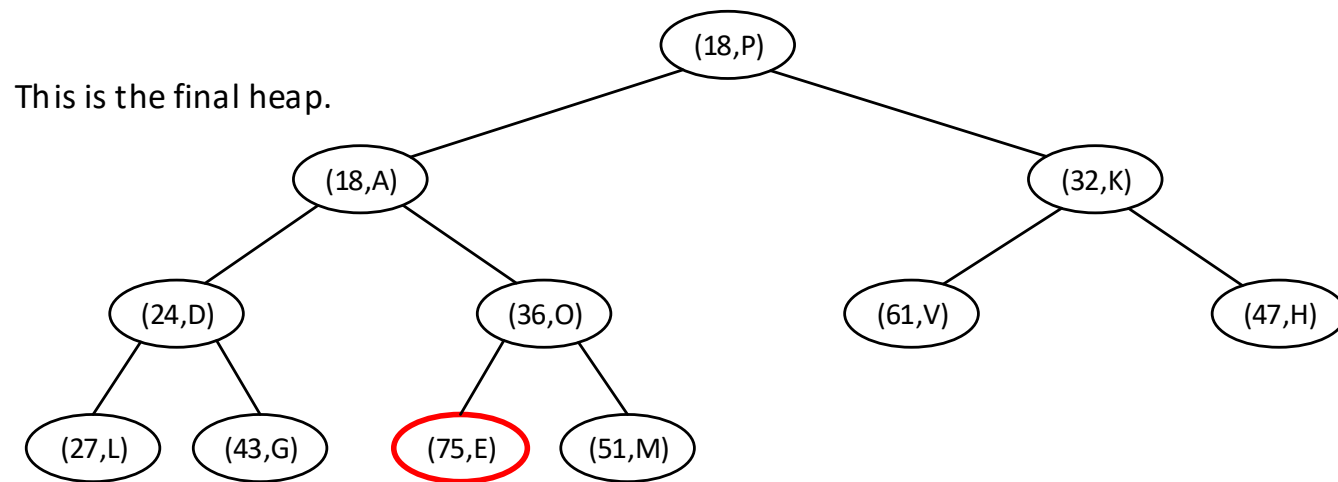 (18,P)
This is the final heap.
(18,A)
(32,K)
(24,D)
(36,O)
(61,V)
(47,H)
(27,L)
(43,G)
(75,E)
(51,M)